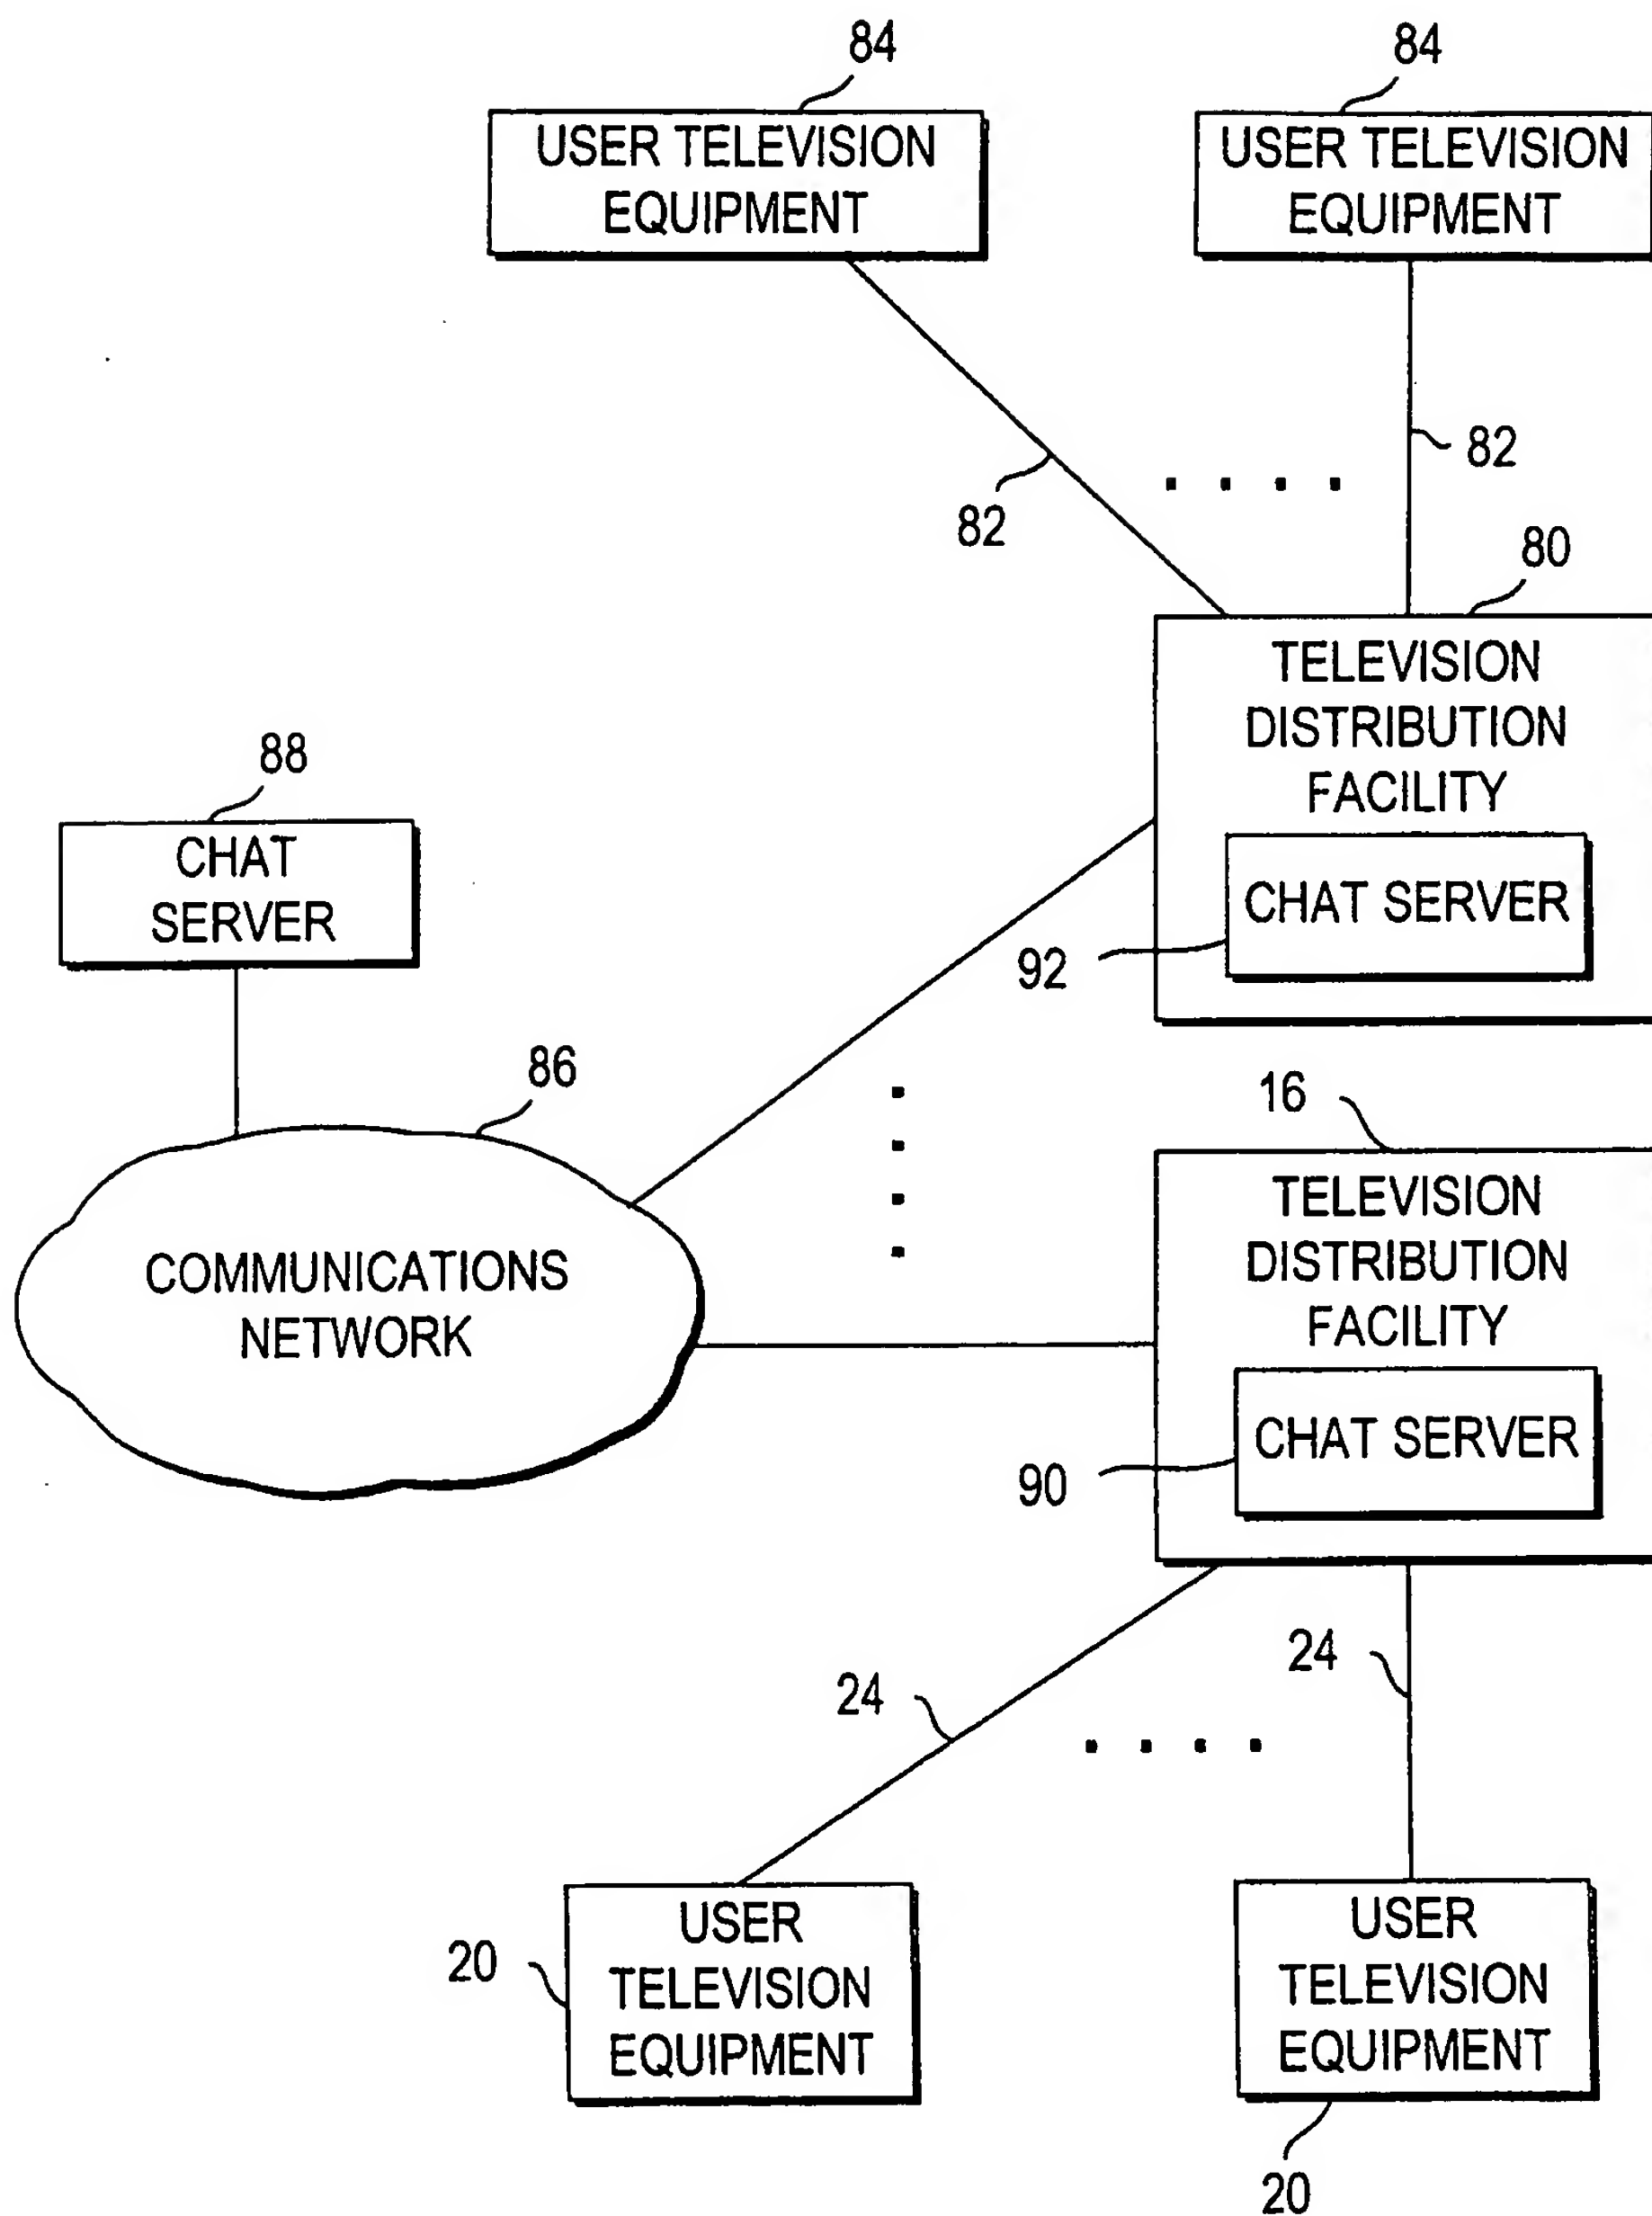 84
84
USER TELEVISION
EQUIPMENT
USER TELEVISION
EQUIPMENT
82
82
80
TELEVISION
DISTRIBUTION
FACILITY
CHAT SERVER
92
88
CHAT
SERVER
86
COMMUNICATIONS
NETWORK
16
TELEVISION
DISTRIBUTION
FACILITY
CHAT SERVER
90
24
24
20
USER
TELEVISION
EQUIPMENT
USER
TELEVISION
EQUIPMENT
20